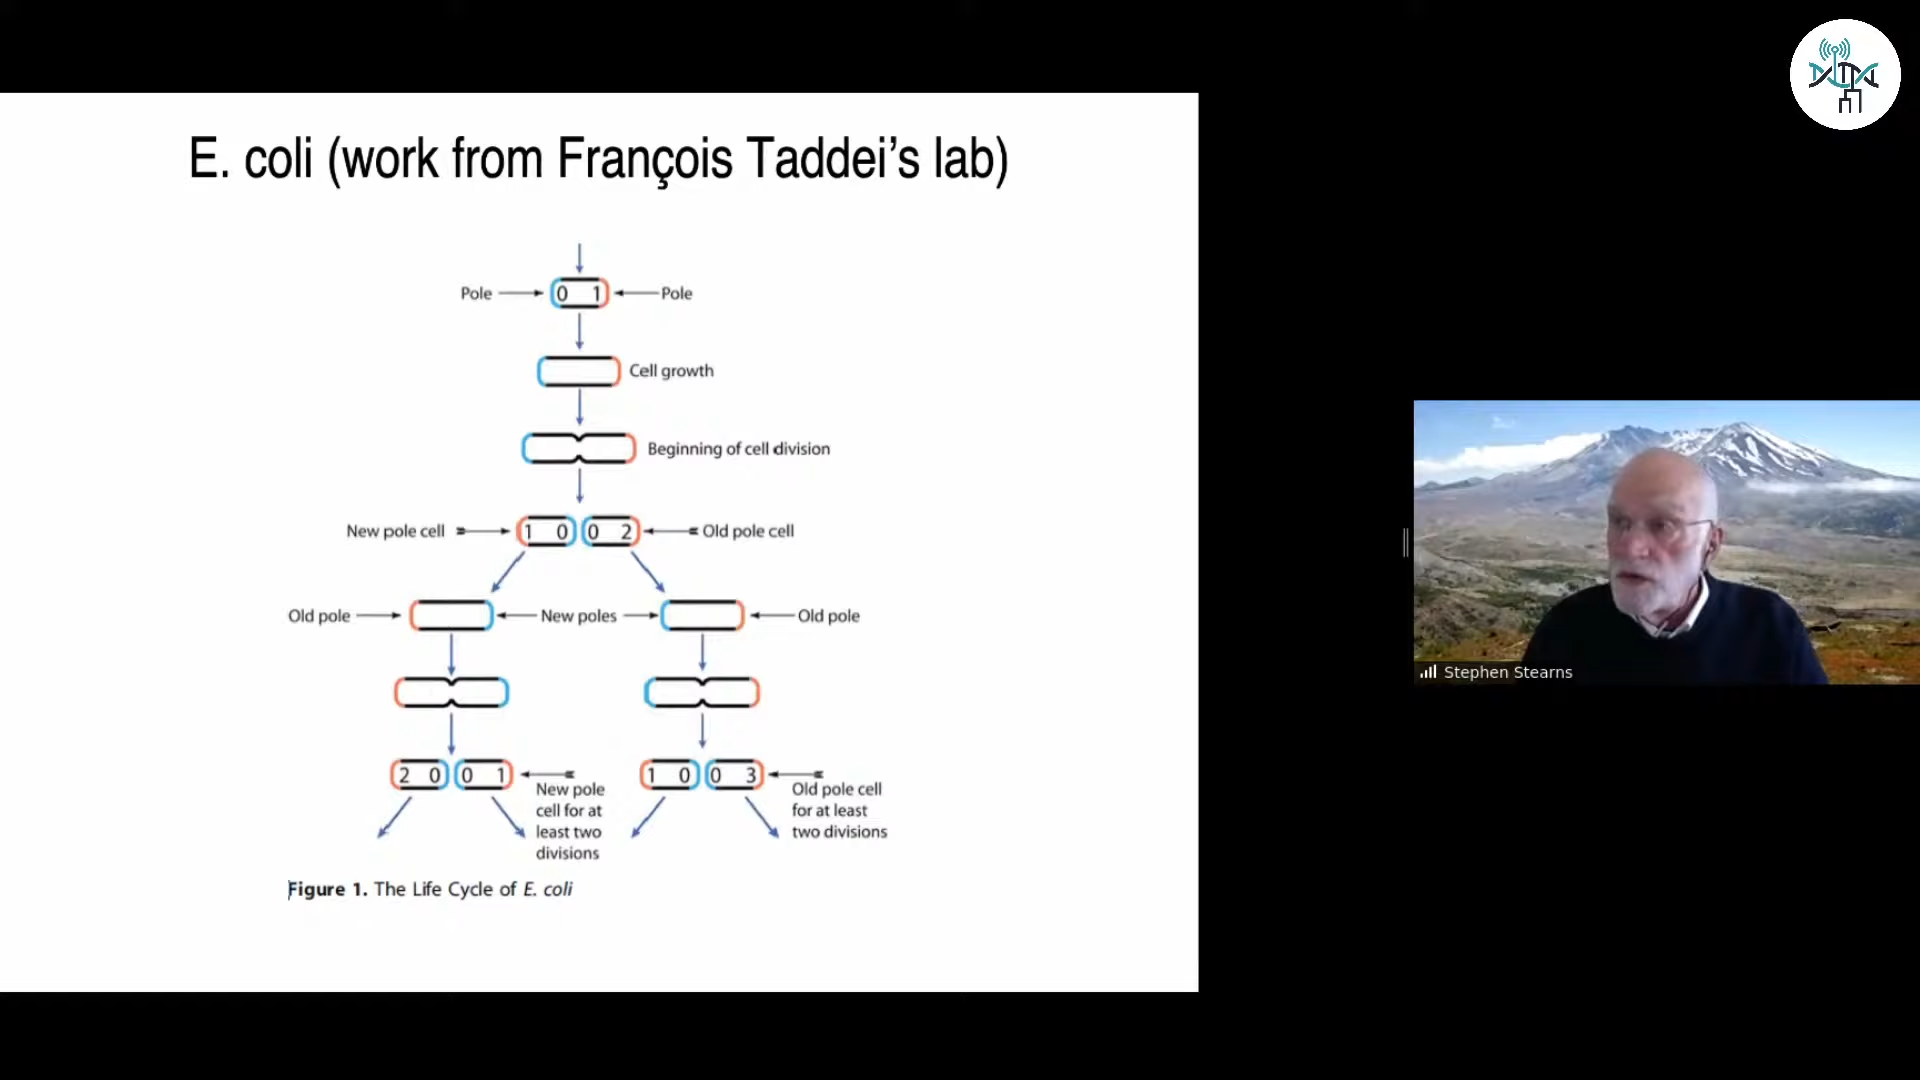 E. coli (work from François Taddei's lab)
Pole 0 1 Pole
Cell growth
Beginning of cell division
New pole cell 1 0 0 2 Old pole cell
Old pole New poles Old pole
2 0 0 1 1 0 0 3
New pole
cell for at
least two
divisions
Old pole cell
for at least
two divisions
Figure 1. The Life Cycle of E. coli
Stephen Stearns